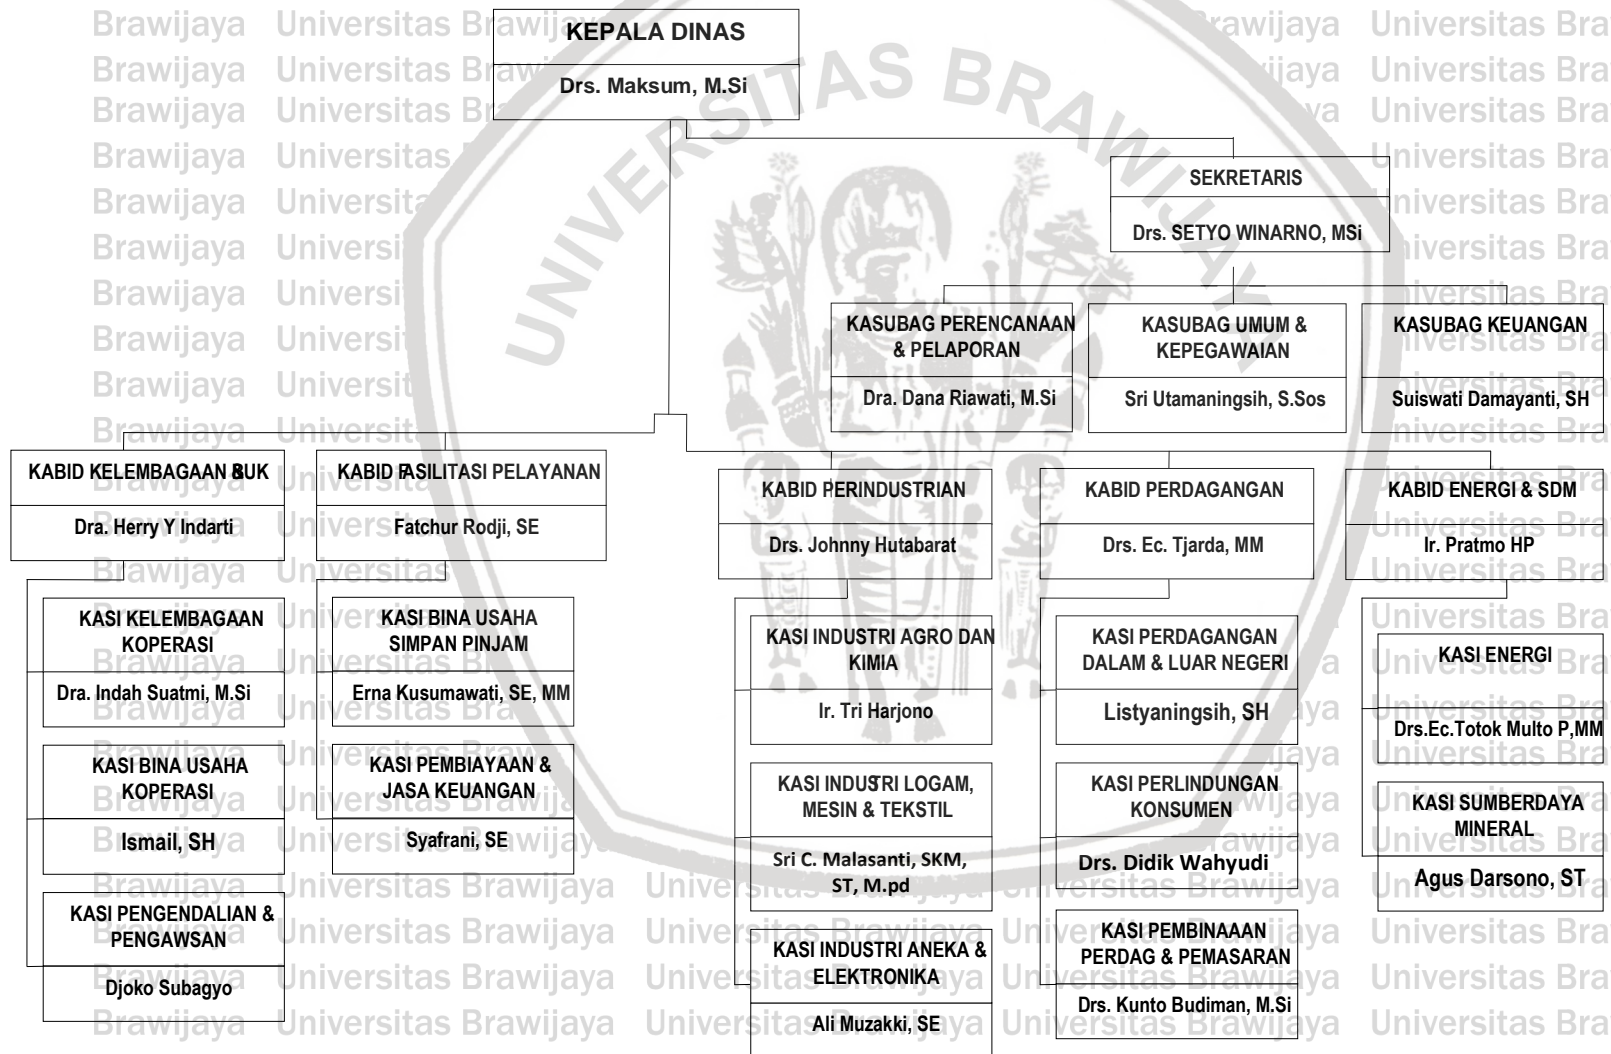 KEPALA DINAS
Drs. Maksum, M.Si
SEKRETARIS
Drs. SETYO WINARNO, MSi
KASUBAG PERENCANAAN
& PELAPORAN
Dra. Dana Riawati, M.Si
KASUBAG UMUM &
KEPEGAWAIAN
Sri Utamaningsih, S.Sos
KASUBAG KEUANGAN
Suiswati Damayanti, SH
KABID KELEMBAGAAN &UK
Dra. Herry Y Indarti
KASI KELEMBAGAAN
KOPERASI
Dra. Indah Suatmi, M.Si
KASI BINA USAHA
KOPERASI
Ismail, SH
KASI PENGENDALIAN &
PENGAWSAN
Djoko Subagyo
KABID FASILITASI PELAYANAN
Fatchur Rodji, SE
KASI BINA USAHA
SIMPAN PINJAM
Erna Kusumawati, SE, MM
KASI PEMBIAYAAN &
JASA KEUANGAN
Syafrani, SE
KABID PERINDUSTRIAN
Drs. Johnny Hutabarat
KASI INDUSTRI AGRO DAN
KIMIA
Ir. Tri Harjono
KASI INDUSTRI LOGAM,
MESIN & TEKSTIL
Sri C. Malasanti, SKM,
ST, M.pd
KASI INDUSTRI ANEKA &
ELEKTRONIKA
Ali Muzakki, SE
KABID PERDAGANGAN
Drs. Ec. Tjarda, MM
KASI PERDAGANGAN
DALAM & LUAR NEGERI
Listyaningsih, SH
KASI PERLINDUNGAN
KONSUMEN
Drs. Didik Wahyudi
KASI PEMBINAAAN
PERDAG & PEMASARAN
Drs. Kunto Budiman, M.Si
KABID ENERGI & SDM
Ir. Pratmo HP
KASI ENERGI
Drs.Ec.Totok Multo P,MM
KASI SUMBERDAYA
MINERAL
Agus Darsono, ST
UNIVERSITAS BRAWIJAYA